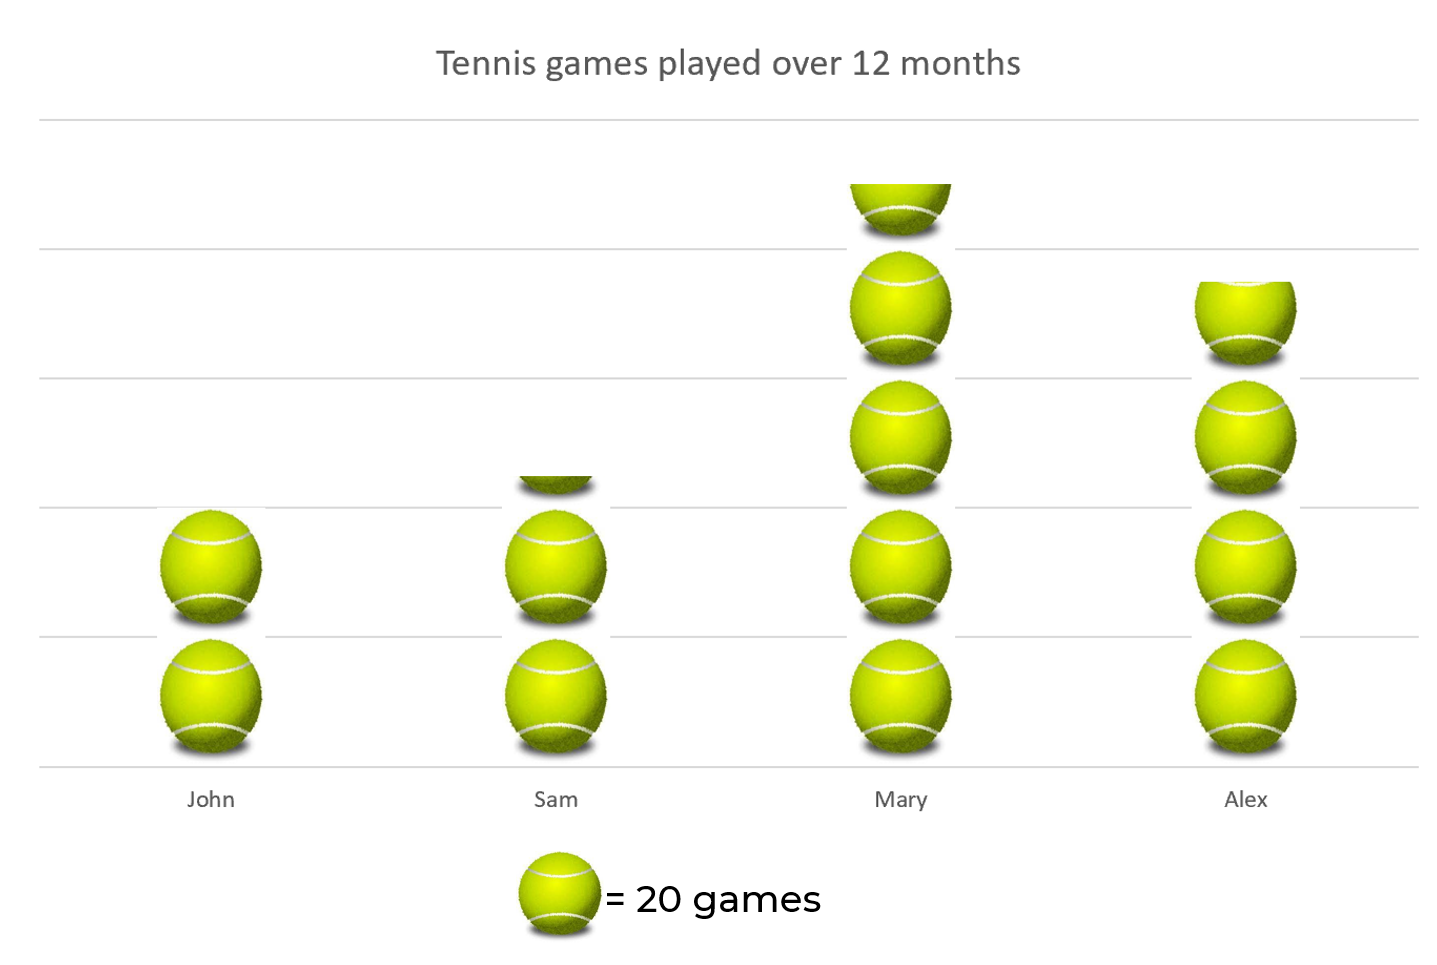 Tennis games played over 12 months
John Sam Mary Alex
= 20 games